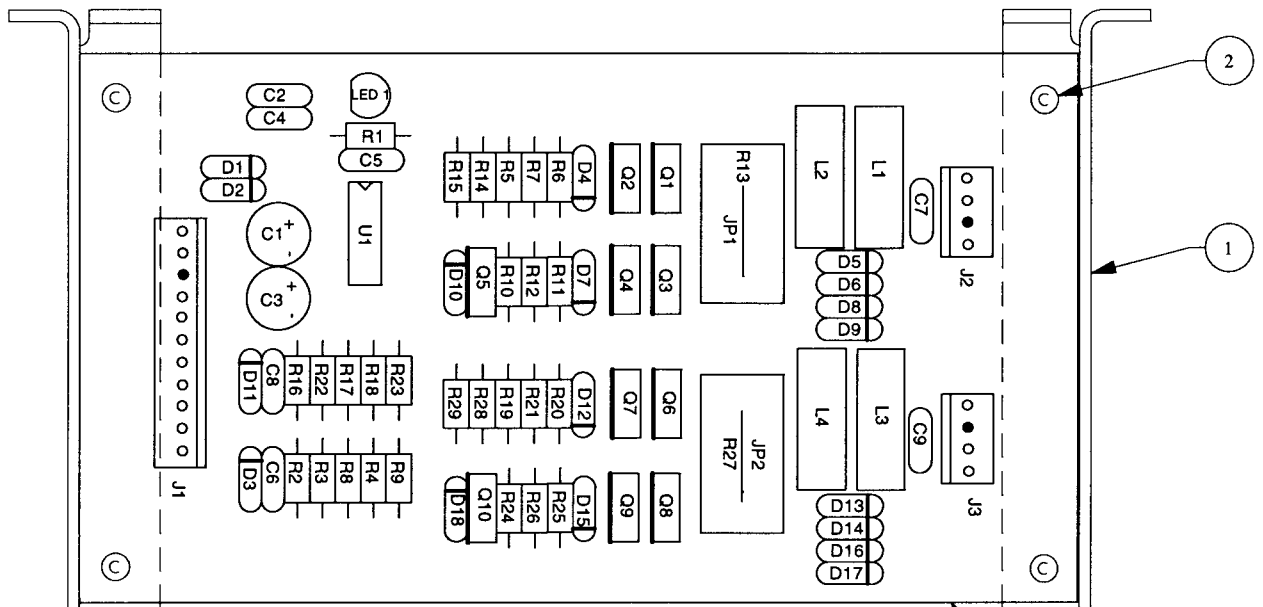 C C 2
C2
C4
LED 1
R1
C5
D1
D2
C1 + -
C3 + -
U1
J1
R15 R14 R5 R7 R6 D4 Q2 Q1
R13
JP1
L2 L1
C7
J2
1
D10 Q5 R10 R12 R11 D7 Q4 Q3
D5
D6
D8
D9
D11 C8 R16 R22 R17 R18 R23
R29 R28 R19 R21 R20 D12 Q7 Q6
JP2
R27
L4 L3
C9
J3
D3 C6 R2 R3 R8 R4 R9
D18 Q10 R24 R26 R25 D15 Q9 Q8
D13
D14
D16
D17
C C